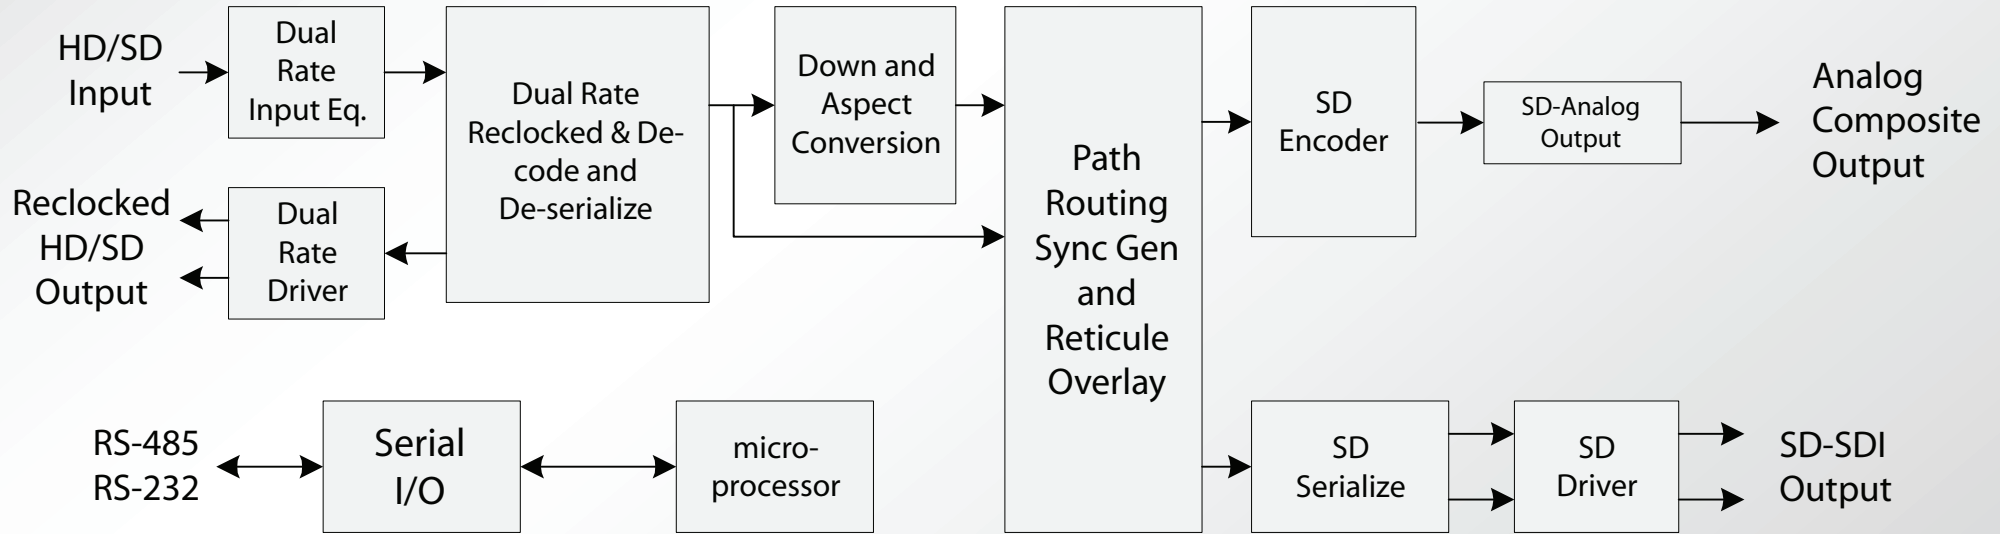 HD/SD
Input
Dual
Rate
Input Eq.
Dual Rate
Reclocked & De-
code and
De-serialize
Down and
Aspect
Conversion
Path
Routing
Sync Gen
and
Reticule
Overlay
SD
Encoder
SD-Analog
Output
Analog
Composite
Output
Reclocked
HD/SD
Output
Dual
Rate
Driver
RS-485
RS-232
Serial
I/O
micro-
processor
SD
Serialize
SD
Driver
SD-SDI
Output